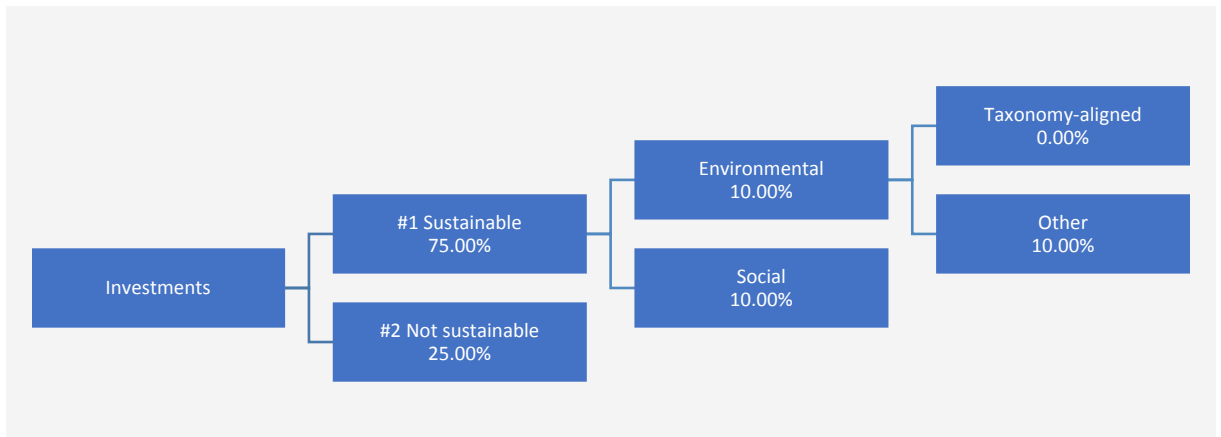 Investments
#1 Sustainable
75.00%
#2 Not sustainable
25.00%
Environmental
10.00%
Social
10.00%
Taxonomy-aligned
0.00%
Other
10.00%